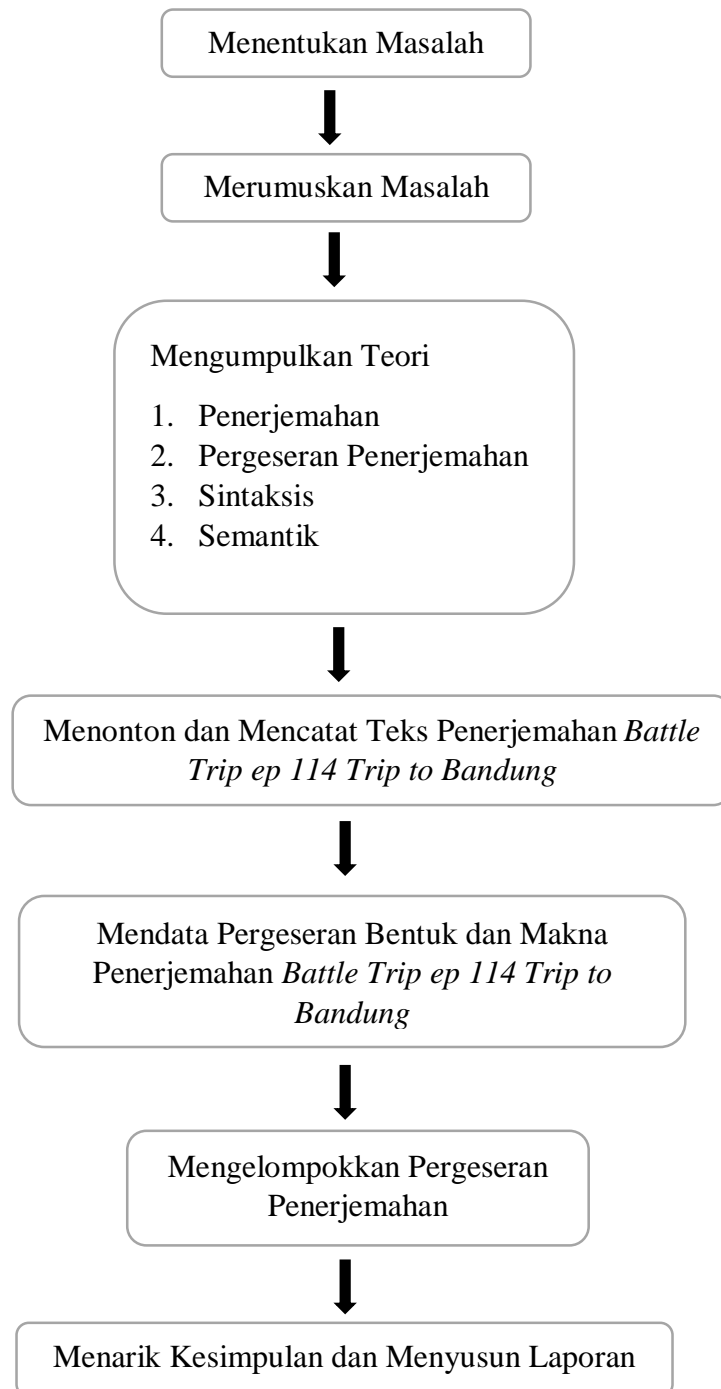 Menentukan Masalah
Merumuskan Masalah
Mengumpulkan Teori
1. Penerjemahan
2. Pergeseran Penerjemahan
3. Sintaksis
4. Semantik
Menonton dan Mencatat Teks Penerjemahan Battle
Trip ep 114 Trip to Bandung
Mendata Pergeseran Bentuk dan Makna
Penerjemahan Battle Trip ep 114 Trip to
Bandung
Mengelompokkan Pergeseran
Penerjemahan
Menarik Kesimpulan dan Menyusun Laporan